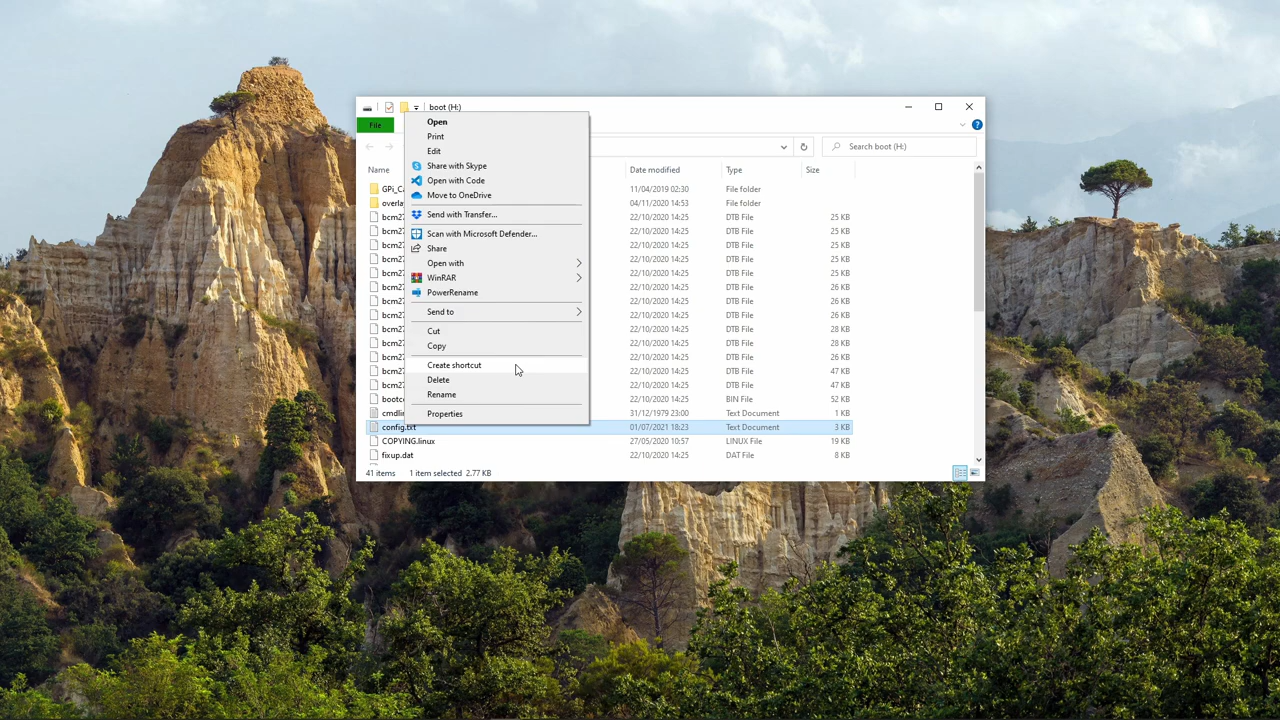 boot (H:)
File
Search boot (H:)
Name
Date modified
Type
Size
Open
Print
Edit
Share with Skype
Open with Code
Move to OneDrive
Send with Transfer...
Scan with Microsoft Defender...
Share
Open with
WinRAR
PowerRename
Send to
Cut
Copy
Create shortcut
Delete
Rename
Properties
11/04/2019 02:30 File folder
04/11/2020 14:53 File folder
22/10/2020 14:25 DTB File 25 KB
22/10/2020 14:25 DTB File 25 KB
22/10/2020 14:25 DTB File 25 KB
22/10/2020 14:25 DTB File 25 KB
22/10/2020 14:25 DTB File 25 KB
22/10/2020 14:25 DTB File 26 KB
22/10/2020 14:25 DTB File 26 KB
22/10/2020 14:25 DTB File 26 KB
22/10/2020 14:25 DTB File 28 KB
22/10/2020 14:25 DTB File 28 KB
22/10/2020 14:25 DTB File 26 KB
22/10/2020 14:25 DTB File 47 KB
22/10/2020 14:25 DTB File 47 KB
22/10/2020 14:25 BIN File 52 KB
31/12/1979 23:00 Text Document 1 KB
config.txt 01/07/2021 18:23 Text Document 3 KB
COPYING.linux 27/05/2020 10:57 LINUX File 19 KB
fixup.dat 22/10/2020 14:25 DAT File 8 KB
41 items 1 item selected 2.77 KB